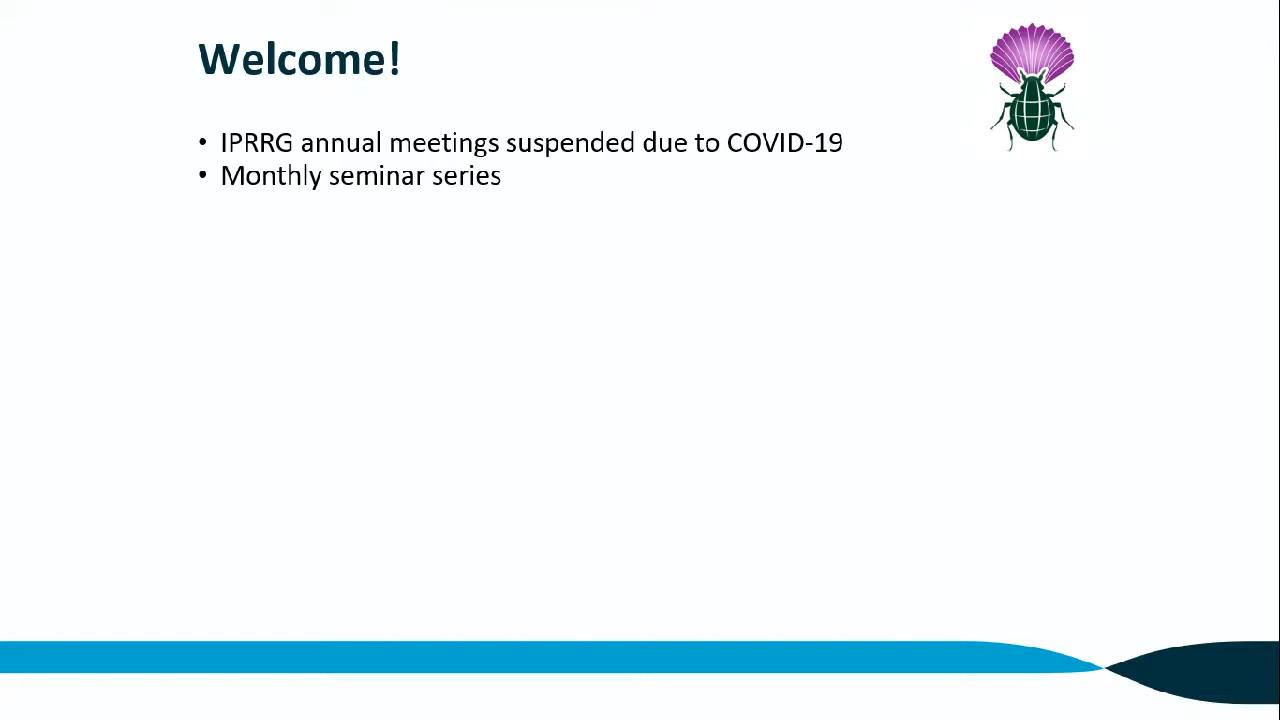 Welcome!
• IPRRG annual meetings suspended due to COVID-19
• Monthly seminar series